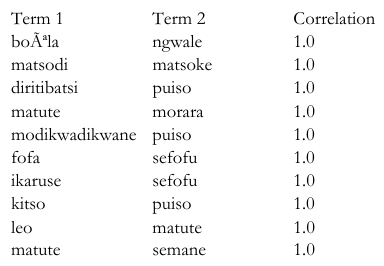 Term 1 Term 2 Correlation
boÃªla ngwale 1.0
matsodi matsoke 1.0
diritibatsi puiso 1.0
matute morara 1.0
modikwadikwane puiso 1.0
fofa sefofu 1.0
ikaruse sefofu 1.0
kitso puiso 1.0
leo matute 1.0
matute semane 1.0